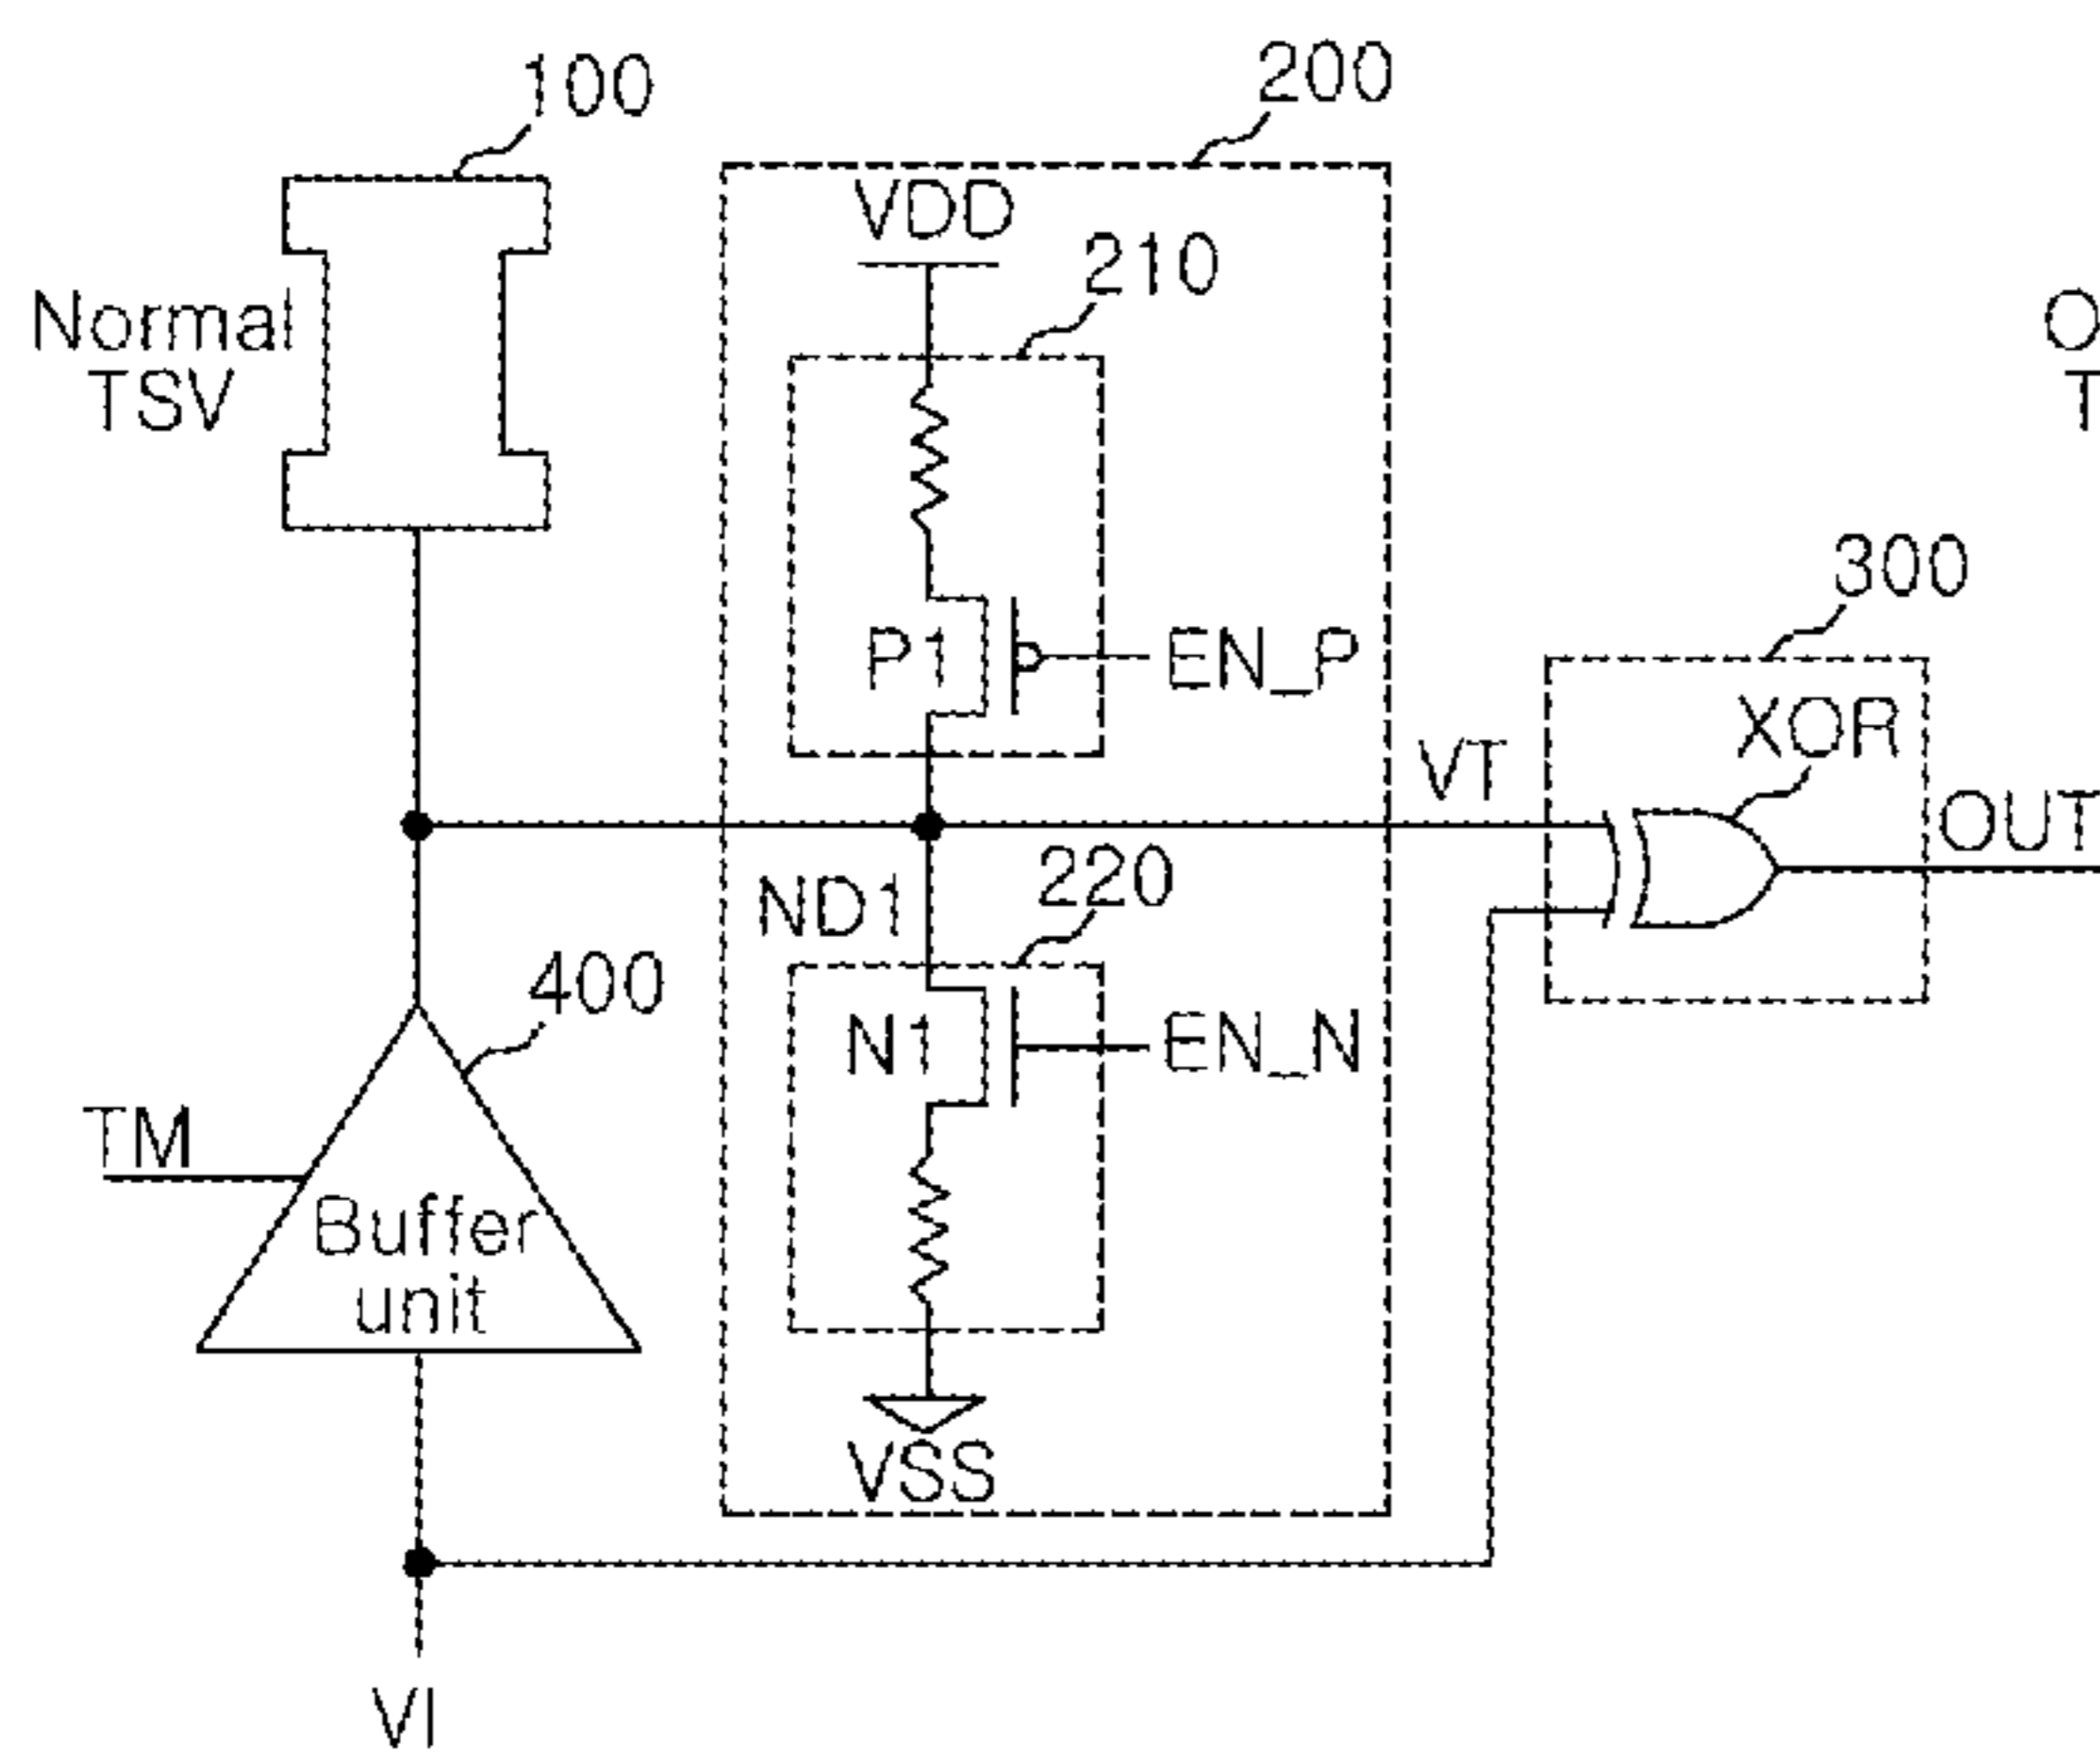 100
200
VDD
210
Normal
TSV
O
T
300
P1
EN_P
XOR
VT
OUT
ND1
220
400
N1
EN_N
TM
Buffer
unit
VSS
VI